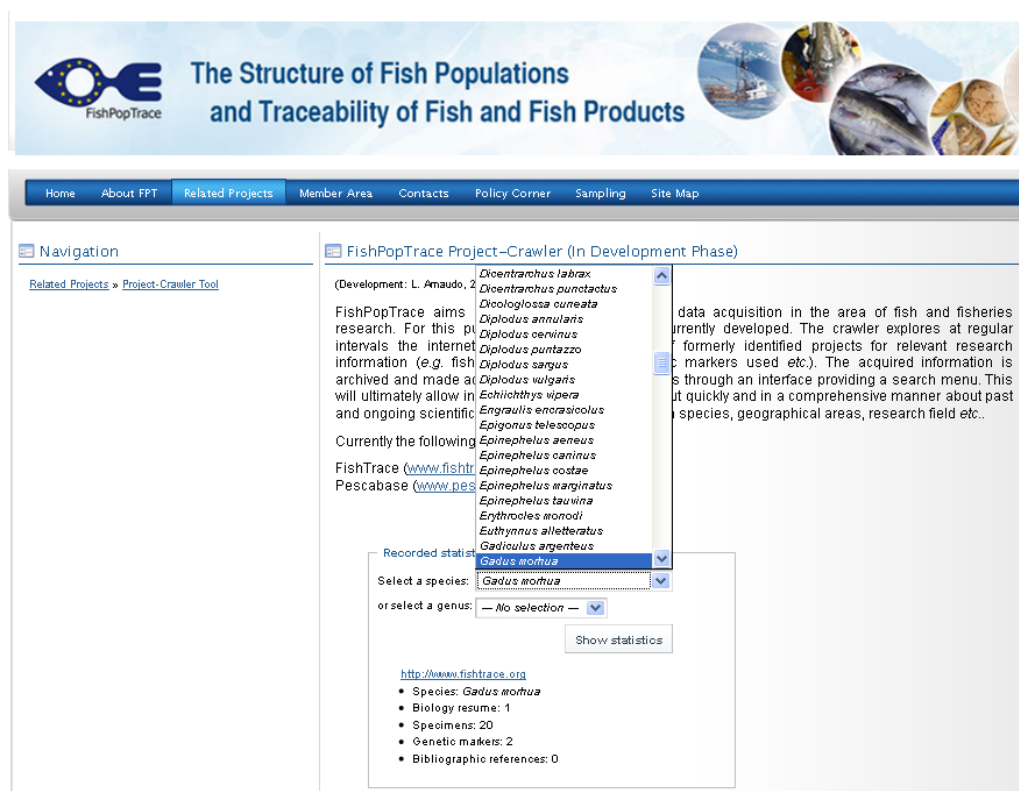 The Structure of Fish Populations
and Traceability of Fish and Fish Products
FishPopTrace
Home About FPT Related Projects Member Area Contacts Policy Corner Sampling Site Map
Navigation
Related Projects » Project-Crawler Tool
FishPopTrace Project-Crawler (In Development Phase)
(Development: L. Arnaudo, 2
FishPopTrace aims data acquisition in the area of fish and fisheries
research. For this pu urrently developed. The crawler explores at regular
intervals the internet formerly identified projects for relevant research
information (e.g. fish markers used etc.). The acquired information is
archived and made a s through an interface providing a search menu. This
will ultimately allow in ut quickly and in a comprehensive manner about past
and ongoing scientific species, geographical areas, research field etc..
Currently the following
FishTrace (www.fishtr
Pescabase (www.pes
Dicentrarchus labrax
Dicentrarchus punctactus
Dicologlossa cuneata
Diplodus annularis
Diplodus cervinus
Diplodus puntazzo
Diplodus sargus
Diplodus vulgaris
Echiichthys vipera
Engraulis encrasicolus
Epigonus telescopus
Epinephelus aeneus
Epinephelus caninus
Epinephelus costae
Epinephelus marginatus
Epinephelus tauvina
Erythrocles monodi
Euthynnus alletteratus
Gadiculus argenteus
Gadus morhua
Recorded statist
Select a species: Gadus morhua
or select a genus: — No selection —
Show statistics
http://www.fishtrace.org
• Species: Gadus morhua
• Biology resume: 1
• Specimens: 20
• Genetic markers: 2
• Bibliographic references: 0